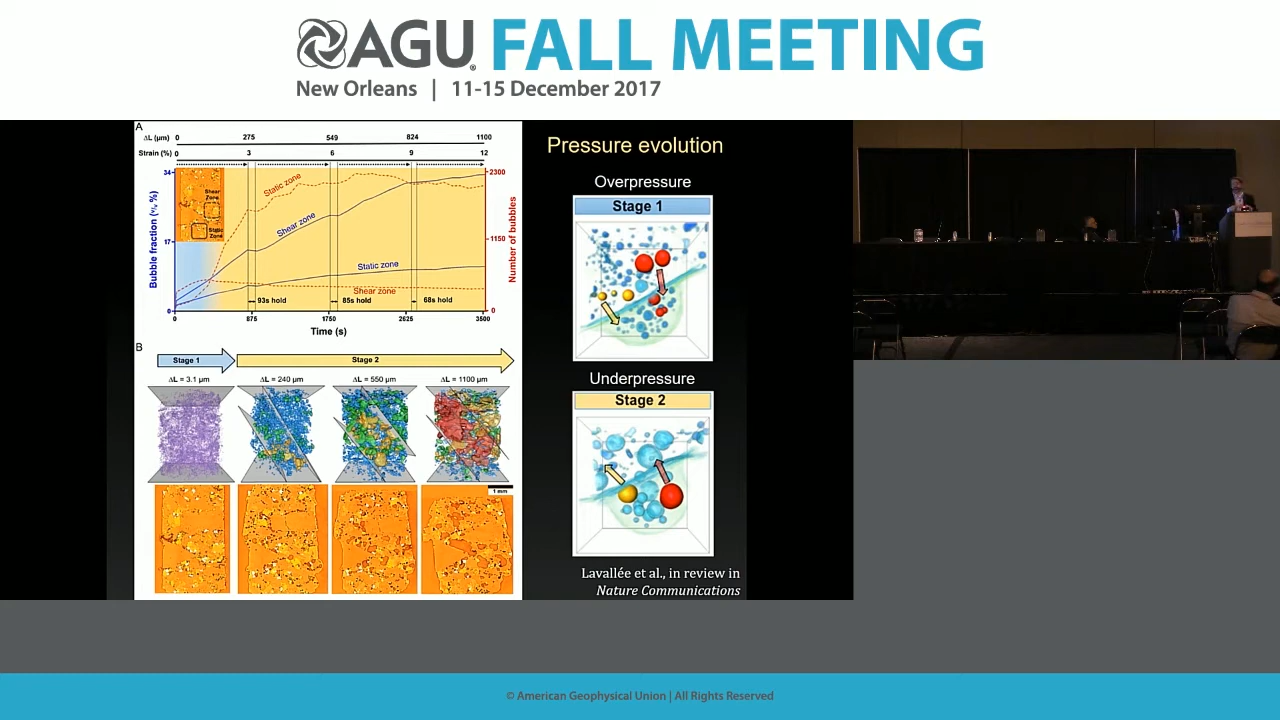 AGU FALL MEETING
New Orleans | 11-15 December 2017
A
ΔL (μm) 0 275 549 824 1100
Strain (%) 0 3 6 9 12
34
17
0
Bubble fraction (v/v %)
2300
1150
0
Number of bubbles
Shear Zone
Static Zone
Static zone
Shear zone
Static zone
Shear zone
93s hold
85s hold
68s hold
0 875 1750 2625 3500
Time (s)
B
Stage 1
Stage 2
ΔL = 3.1 μm
ΔL = 240 μm
ΔL = 550 μm
ΔL = 1100 μm
1 mm
Pressure evolution
Overpressure
Stage 1
Underpressure
Stage 2
Lavallée et al., in review in
Nature Communications
© American Geophysical Union | All Rights Reserved